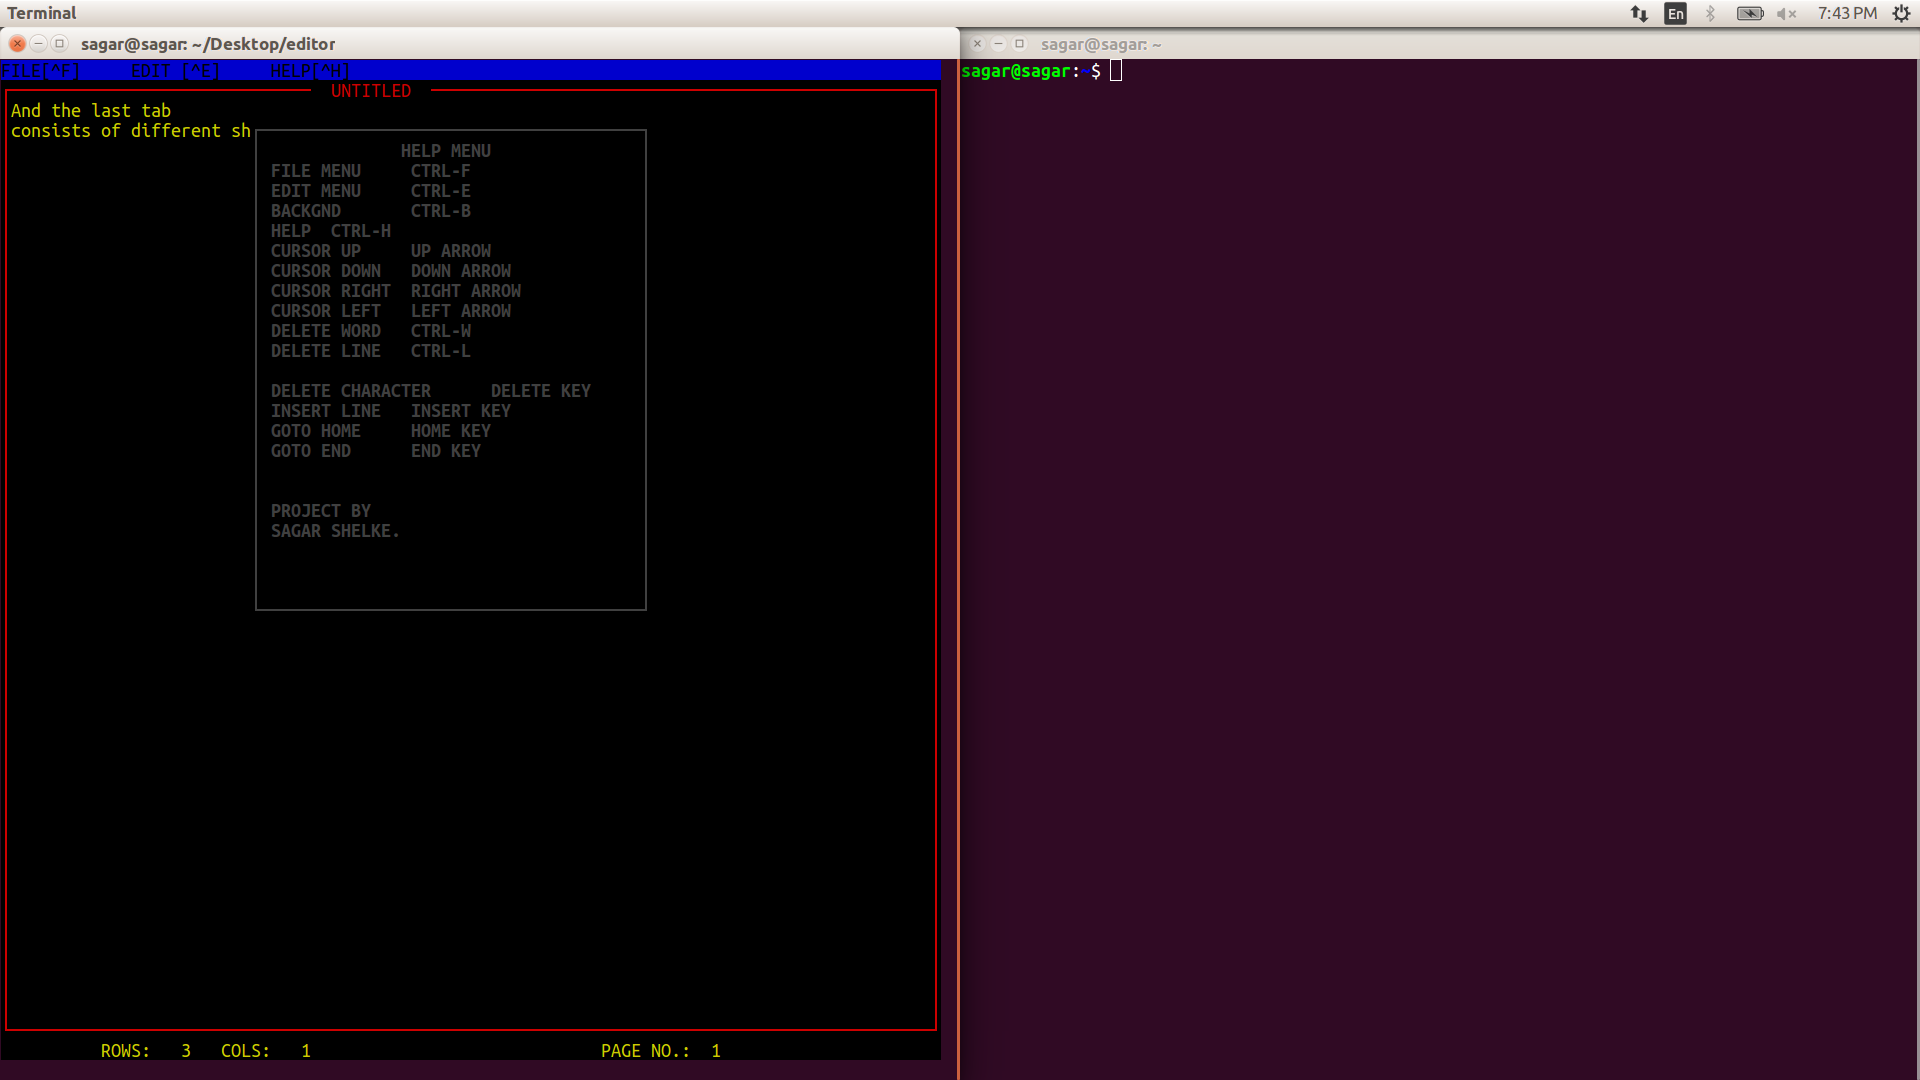 Terminal
En
7:43 PM
sagar@sagar: ~/Desktop/editor
sagar@sagar: ~
FILE[^F] EDIT [^E] HELP[^H]
sagar@sagar:~$
UNTITLED
And the last tab
consists of different sh
HELP MENU
FILE MENU CTRL-F
EDIT MENU CTRL-E
BACKGND CTRL-B
HELP CTRL-H
CURSOR UP UP ARROW
CURSOR DOWN DOWN ARROW
CURSOR RIGHT RIGHT ARROW
CURSOR LEFT LEFT ARROW
DELETE WORD CTRL-W
DELETE LINE CTRL-L
DELETE CHARACTER DELETE KEY
INSERT LINE INSERT KEY
GOTO HOME HOME KEY
GOTO END END KEY
PROJECT BY
SAGAR SHELKE.
ROWS: 3 COLS: 1 PAGE NO.: 1